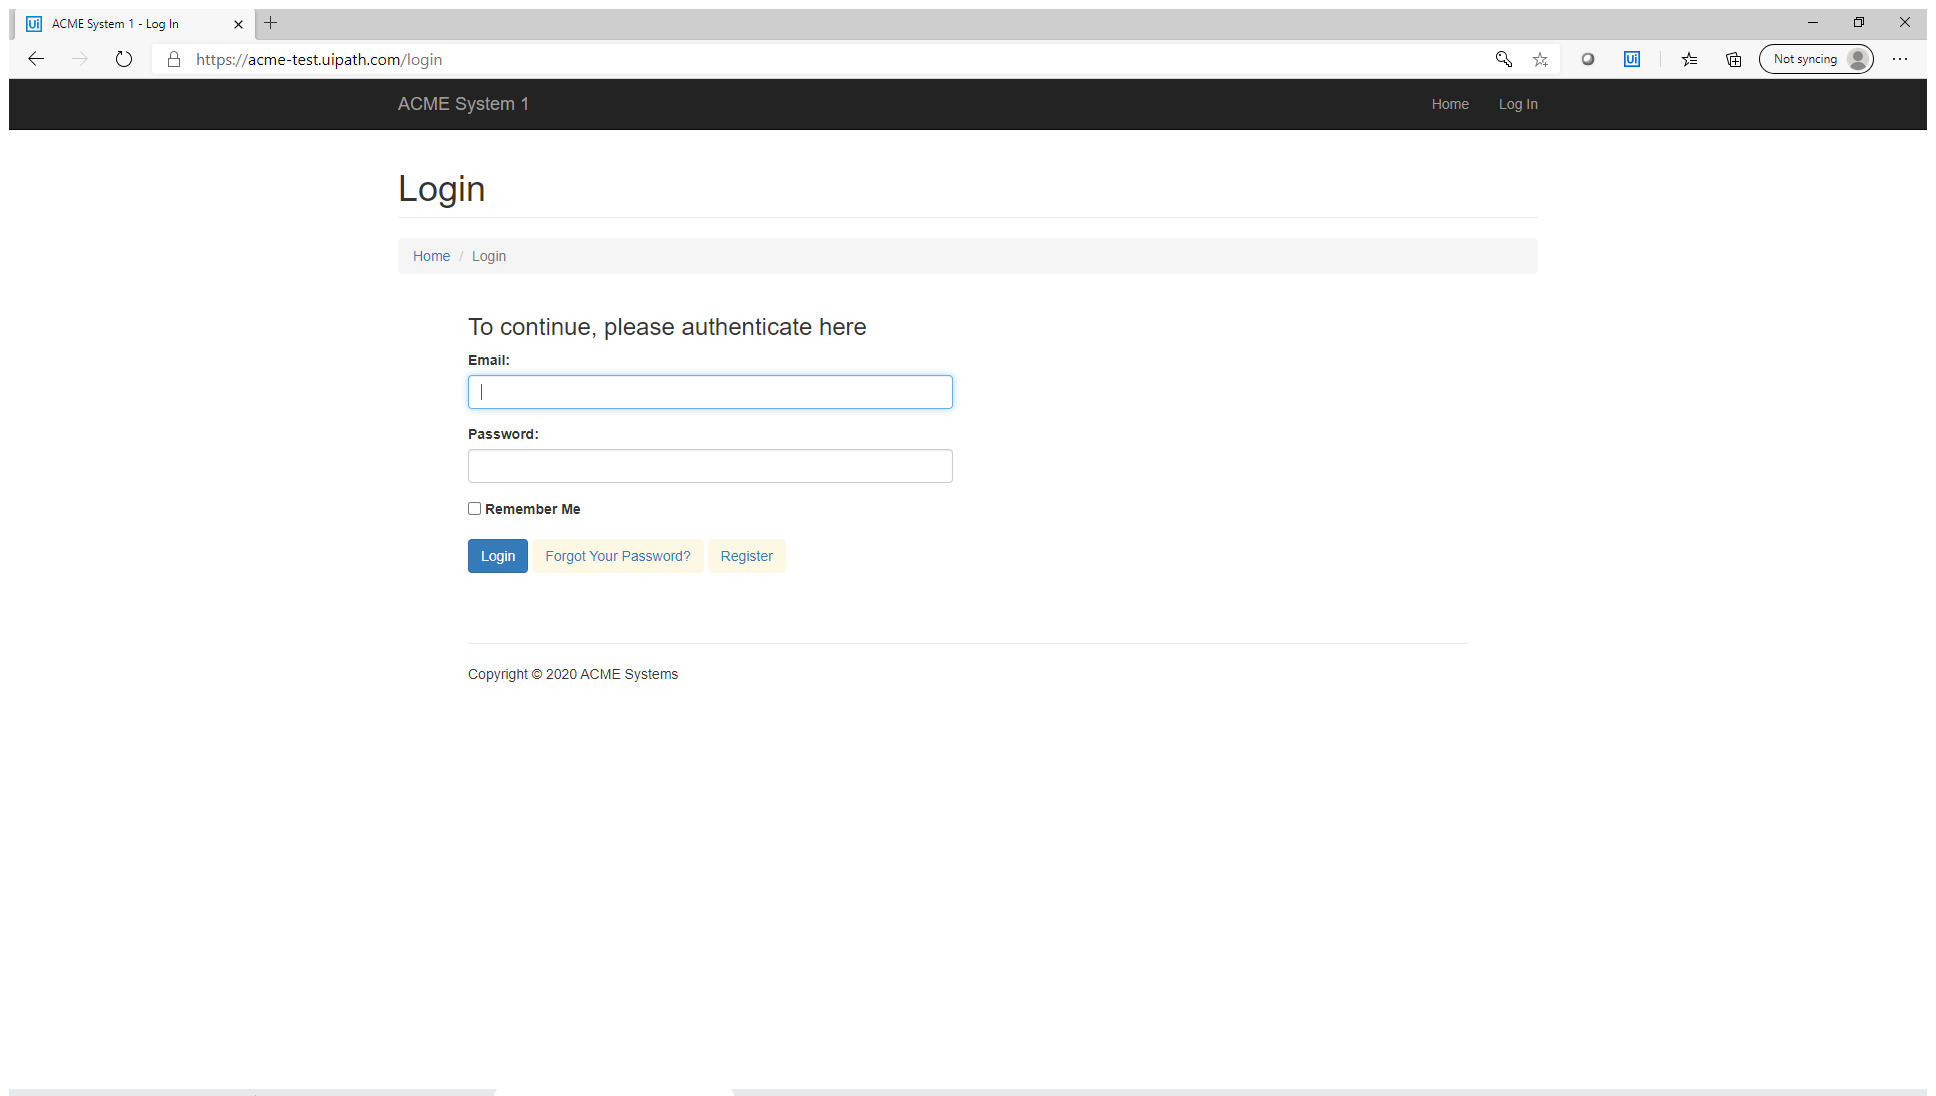 Ui ACME System 1 - Log In
https://acme-test.uipath.com/login Ui Not syncing
ACME System 1 Home Log In
Login
Home / Login
To continue, please authenticate here
Email:
Password:
Remember Me
Login Forgot Your Password? Register
Copyright © 2020 ACME Systems